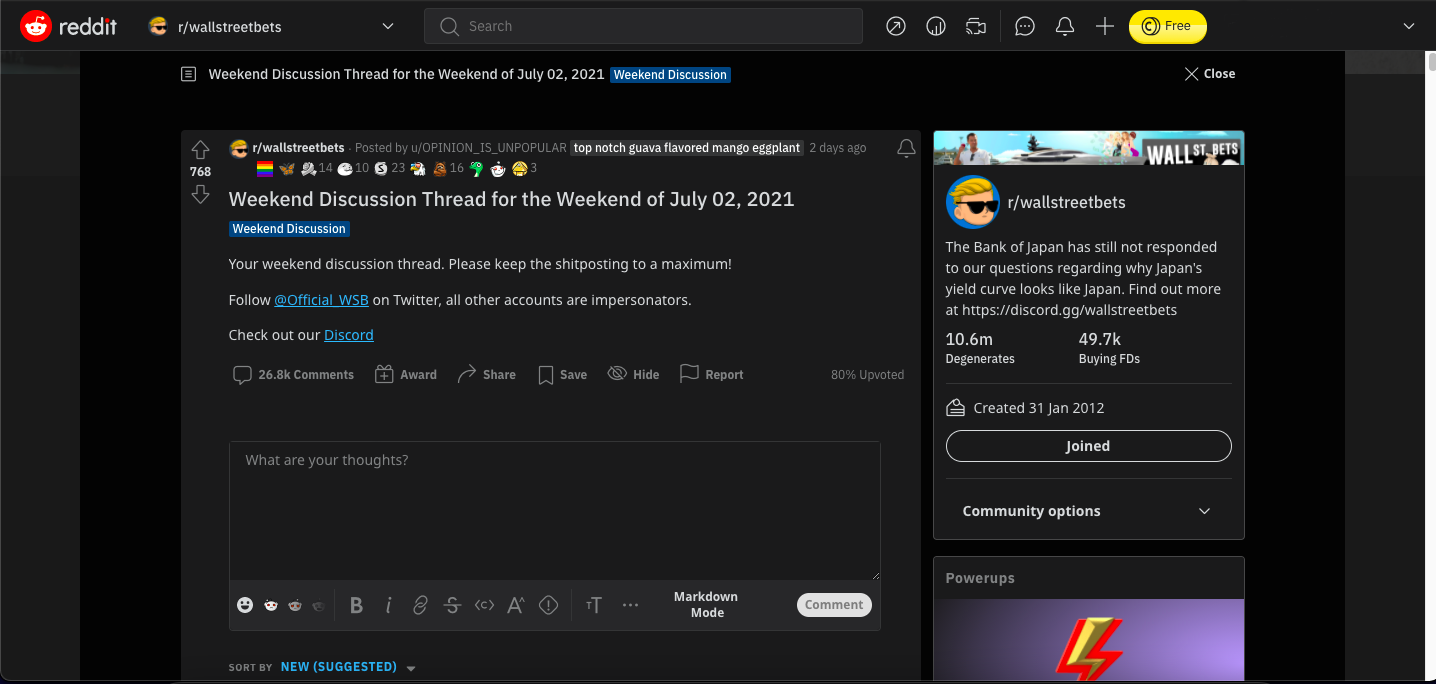 reddit
r/wallstreetbets
Search
Free
Weekend Discussion Thread for the Weekend of July 02, 2021 Weekend Discussion
Close
768
r/wallstreetbets · Posted by u/OPINION_IS_UNPOPULAR top notch guava flavored mango eggplant 2 days ago
14 10 23 16 3
Weekend Discussion Thread for the Weekend of July 02, 2021
Weekend Discussion
Your weekend discussion thread. Please keep the shitposting to a maximum!
Follow @Official_WSB on Twitter, all other accounts are impersonators.
Check out our Discord
26.8k Comments Award Share Save Hide Report 80% Upvoted
What are your thoughts?
Markdown
Mode
Comment
SORT BY NEW (SUGGESTED)
WALL ST. BETS
r/wallstreetbets
The Bank of Japan has still not responded
to our questions regarding why Japan's
yield curve looks like Japan. Find out more
at https://discord.gg/wallstreetbets
10.6m 49.7k
Degenerates Buying FDs
Created 31 Jan 2012
Joined
Community options
Powerups